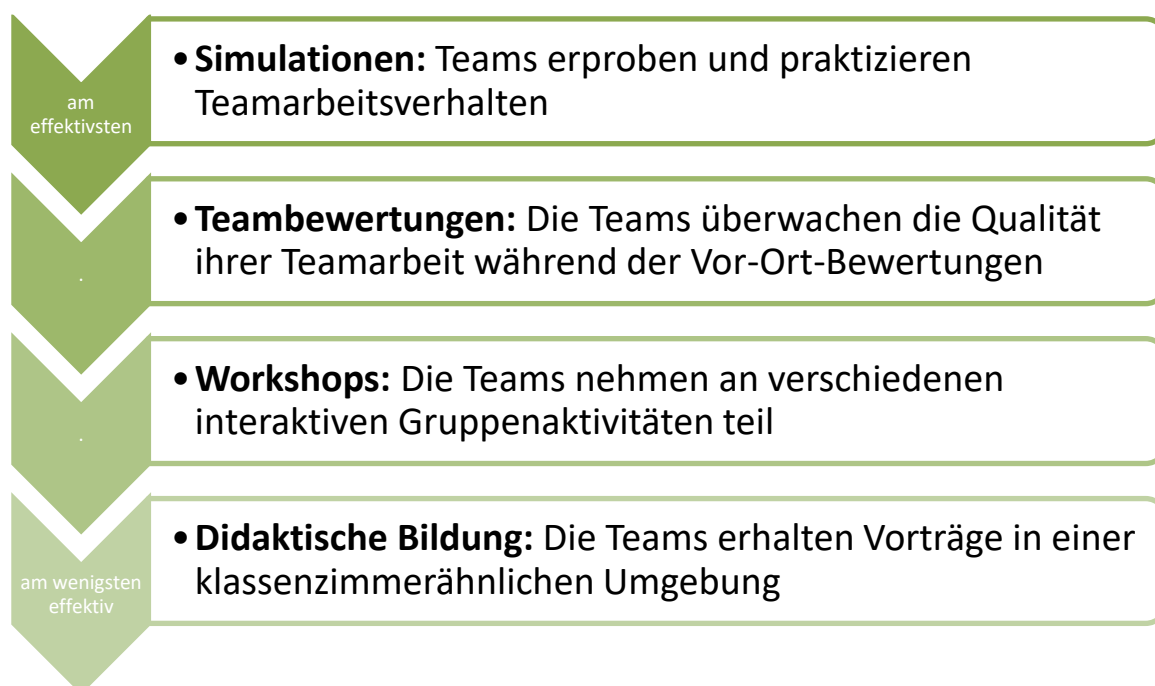 am
effektivsten
• Simulationen: Teams erproben und praktizieren
Teamarbeitsverhalten
.
• Teambewertungen: Die Teams überwachen die Qualität
ihrer Teamarbeit während der Vor-Ort-Bewertungen
.
• Workshops: Die Teams nehmen an verschiedenen
interaktiven Gruppenaktivitäten teil
am wenigsten
effektiv
• Didaktische Bildung: Die Teams erhalten Vorträge in einer
klassenzimmerähnlichen Umgebung